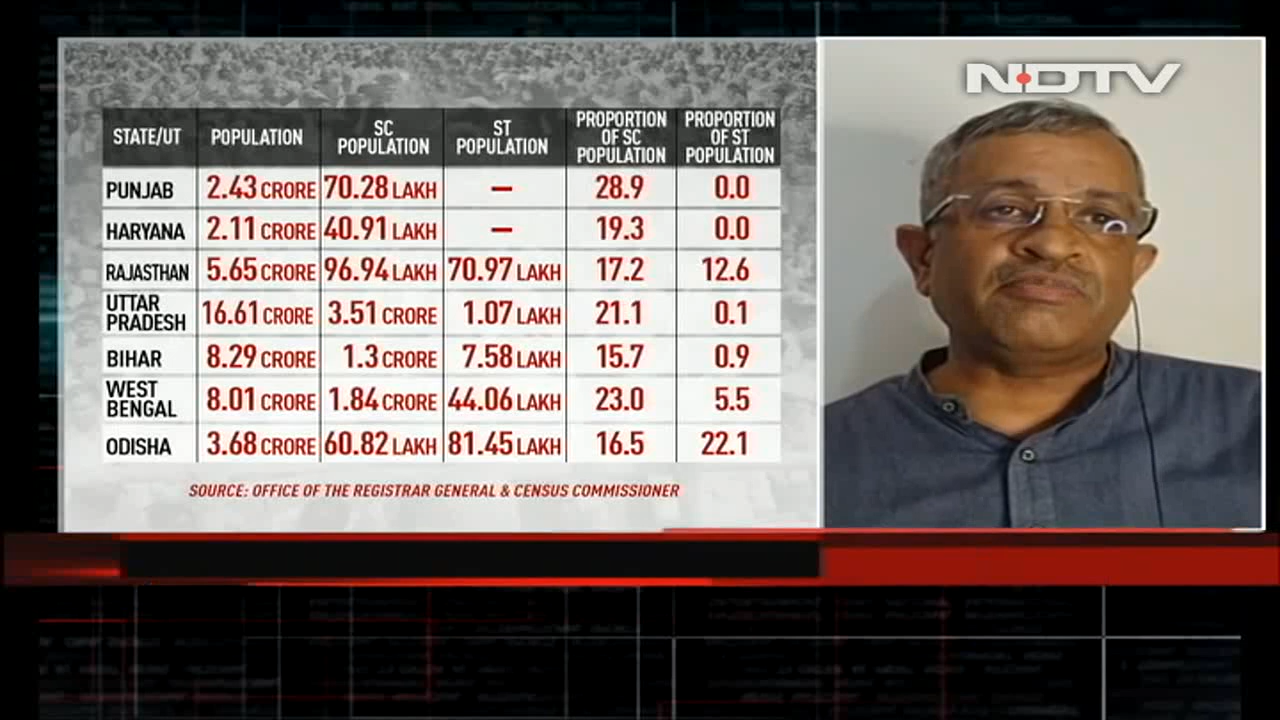 NDTV
STATE/UT POPULATION SC POPULATION ST POPULATION PROPORTION OF SC POPULATION PROPORTION OF ST POPULATION
PUNJAB 2.43 CRORE 70.28 LAKH — 28.9 0.0
HARYANA 2.11 CRORE 40.91 LAKH — 19.3 0.0
RAJASTHAN 5.65 CRORE 96.94 LAKH 70.97 LAKH 17.2 12.6
UTTAR PRADESH 16.61 CRORE 3.51 CRORE 1.07 LAKH 21.1 0.1
BIHAR 8.29 CRORE 1.3 CRORE 7.58 LAKH 15.7 0.9
WEST BENGAL 8.01 CRORE 1.84 CRORE 44.06 LAKH 23.0 5.5
ODISHA 3.68 CRORE 60.82 LAKH 81.45 LAKH 16.5 22.1
SOURCE: OFFICE OF THE REGISTRAR GENERAL & CENSUS COMMISSIONER